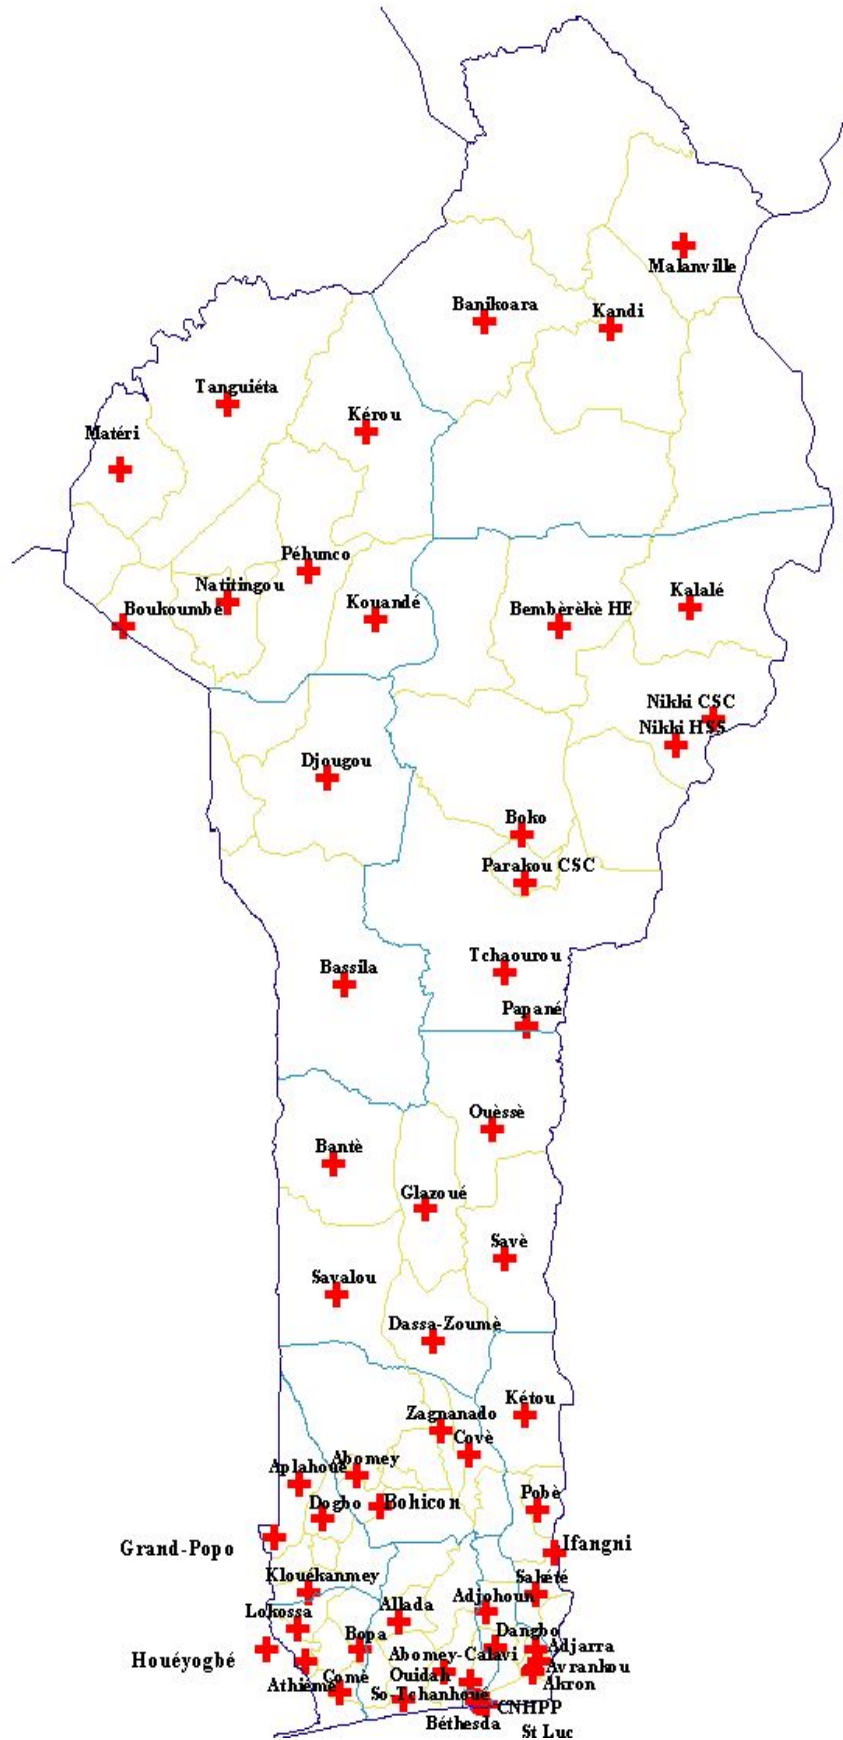 Malanville
Banikoara
Kandi
Tanguiéta
Kérou
Matéri
Péhunco
Natitingou
Boukoumbé
Kouandé
Bembèrèkè HE
Kalalé
Nikki CSC
Nikki HSS
Djougou
Boko
Parakou CSC
Tchaourou
Bassila
Papané
Ouèssè
Bantè
Glazoué
Savè
Savalou
Dassa-Zoumè
Kétou
Zagnanado
Covè
Abomey
Aplahoué
Dogbo
Bohicon
Pobè
Grand-Popo
Ifangni
Klouékanmey
Sakété
Lokossa
Allada
Adjohoun
Dangbo
Houéyogbé
Bopa
Abomey-Calavi
Adjarra
Avrankou
Athiémé
Comè
Ouidah
Akron
So-Tchanhoué
CNHPP
Béthesda
St Luc